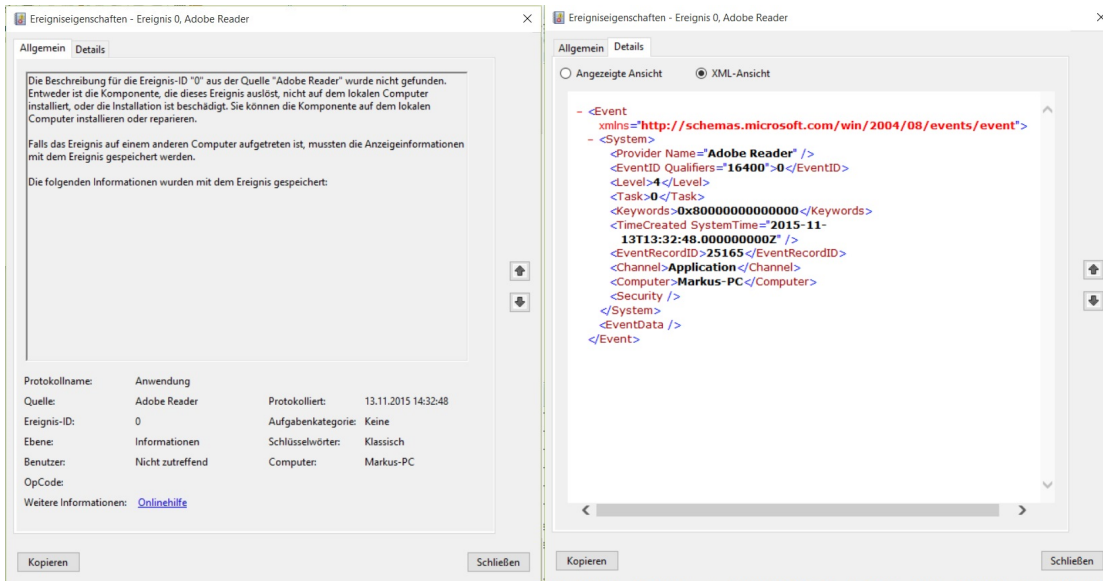 Ereigniseigenschaften - Ereignis 0, Adobe Reader
Allgemein Details
Die Beschreibung für die Ereignis-ID "0" aus der Quelle "Adobe Reader" wurde nicht gefunden.
Entweder ist die Komponente, die dieses Ereignis auslöst, nicht auf dem lokalen Computer
installiert, oder die Installation ist beschädigt. Sie können die Komponente auf dem lokalen
Computer installieren oder reparieren.
Falls das Ereignis auf einem anderen Computer aufgetreten ist, mussten die Anzeigeinformationen
mit dem Ereignis gespeichert werden.
Die folgenden Informationen wurden mit dem Ereignis gespeichert:
Protokollname: Anwendung
Quelle: Adobe Reader Protokolliert: 13.11.2015 14:32:48
Ereignis-ID: 0 Aufgabenkategorie: Keine
Ebene: Informationen Schlüsselwörter: Klassisch
Benutzer: Nicht zutreffend Computer: Markus-PC
OpCode:
Weitere Informationen: Onlinehilfe
Kopieren Schließen
Ereigniseigenschaften - Ereignis 0, Adobe Reader
Allgemein Details
Angezeigte Ansicht XML-Ansicht
- <Event
xmlns="http://schemas.microsoft.com/win/2004/08/events/event">
- <System>
<Provider Name="Adobe Reader" />
<EventID Qualifiers="16400">0</EventID>
<Level>4</Level>
<Task>0</Task>
<Keywords>0x80000000000000</Keywords>
<TimeCreated SystemTime="2015-11-
13T13:32:48.000000000Z" />
<EventRecordID>25165</EventRecordID>
<Channel>Application</Channel>
<Computer>Markus-PC</Computer>
<Security />
</System>
<EventData />
</Event>
Kopieren Schließen